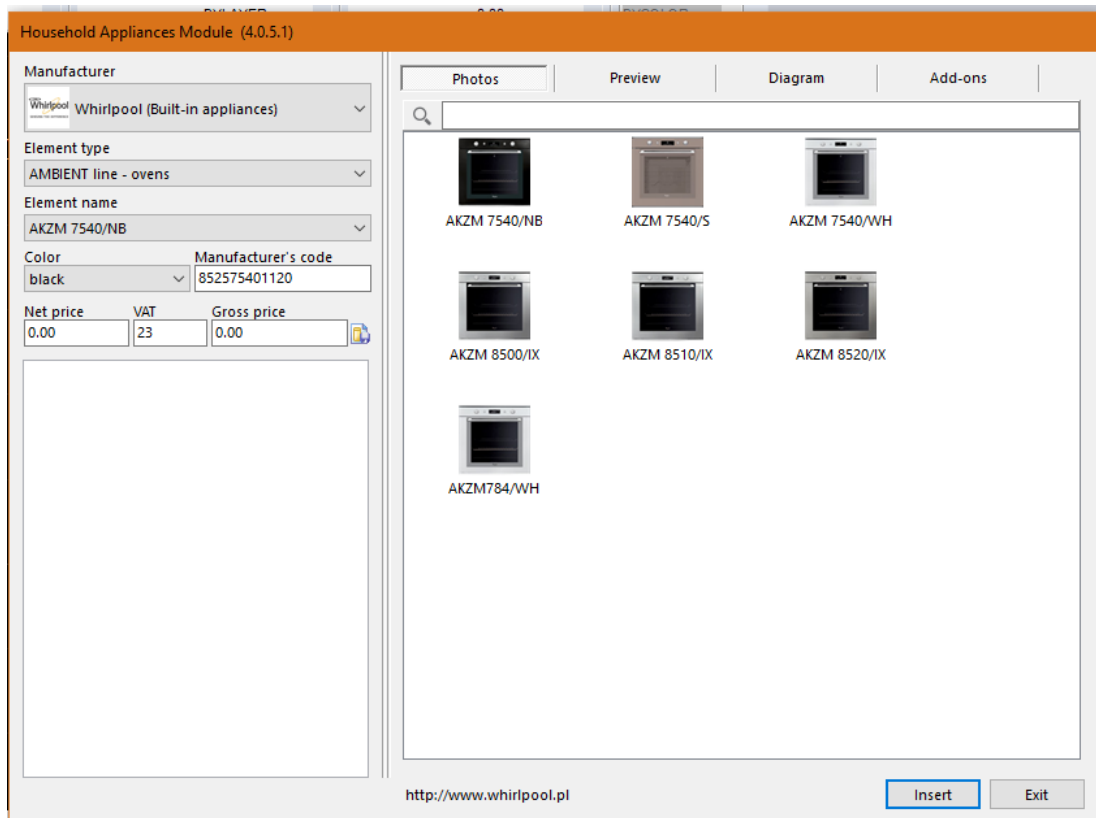 Household Appliances Module (4.0.5.1)
Manufacturer
Whirlpool
Whirlpool (Built-in appliances)
Element type
AMBIENT line - ovens
Element name
AKZM 7540/NB
Color
Manufacturer's code
black
852575401120
Net price
VAT
Gross price
0.00
23
0.00
Photos
Preview
Diagram
Add-ons
AKZM 7540/NB
AKZM 7540/S
AKZM 7540/WH
AKZM 8500/IX
AKZM 8510/IX
AKZM 8520/IX
AKZM784/WH
http://www.whirlpool.pl
Insert
Exit